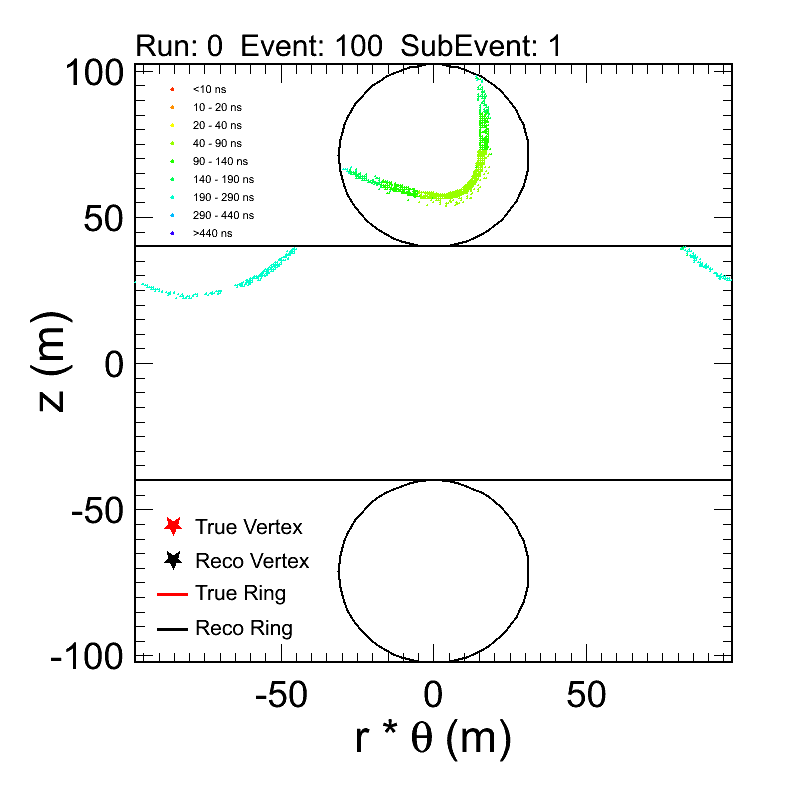 Run: 0  Event: 100  SubEvent: 1
100
<10 ns
10 - 20 ns
20 - 40 ns
40 - 90 ns
90 - 140 ns
140 - 190 ns
190 - 290 ns
290 - 440 ns
>440 ns
50
0
z (m)
-50
True Vertex
Reco Vertex
True Ring
Reco Ring
-100
-50 0 50
r * θ (m)